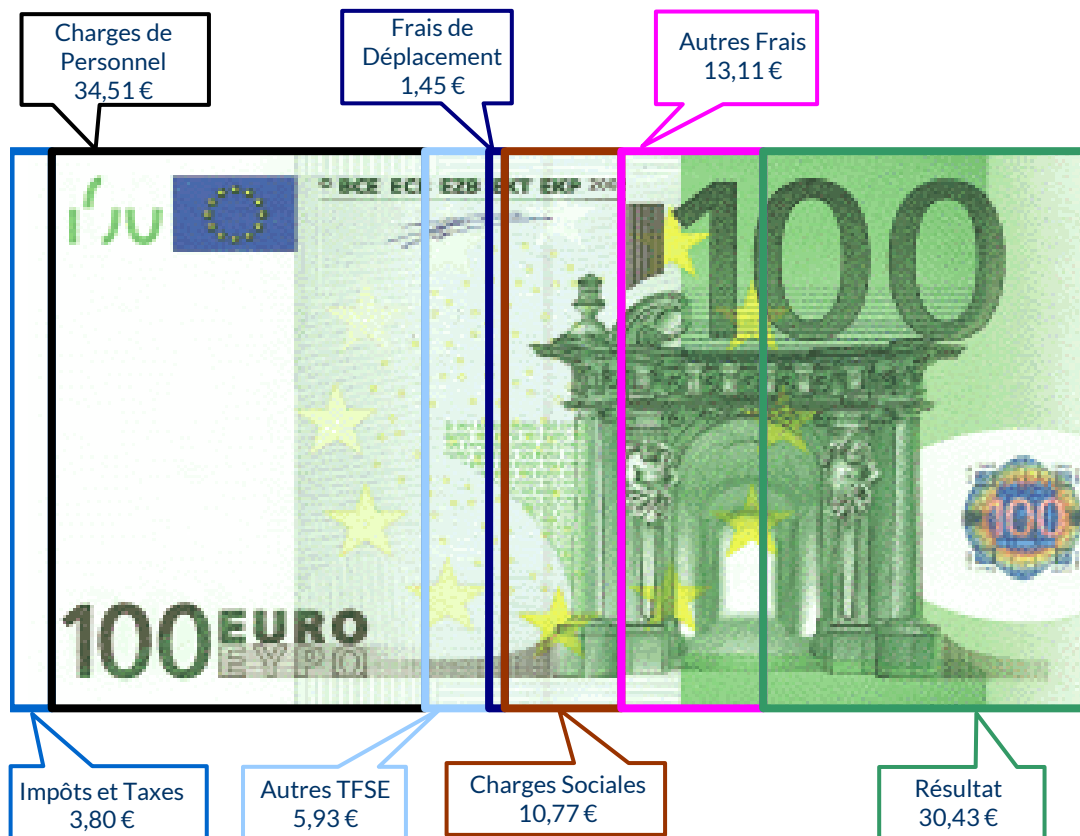 Charges de
Personnel
34,51 €
Frais de
Déplacement
1,45 €
Autres Frais
13,11 €
© BCE ECB EZB EKT EKP 200
100
100
100 EURO
ΕΥΡΩ
Impôts et Taxes
3,80 €
Autres TFSE
5,93 €
Charges Sociales
10,77 €
Résultat
30,43 €